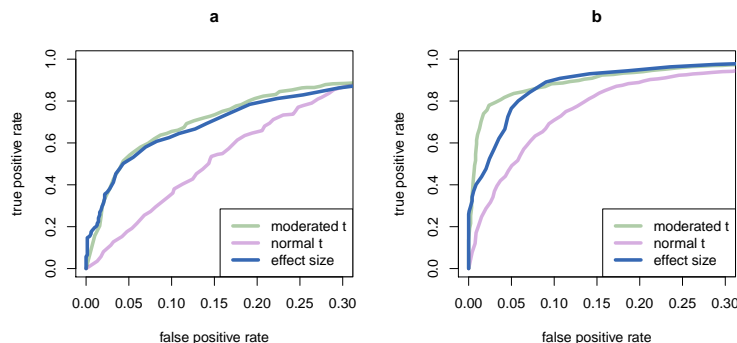 a
true positive rate
1.0
0.8
0.6
0.4
0.2
0.0
moderated t
normal t
effect size
0.00 0.05 0.10 0.15 0.20 0.25 0.30
false positive rate
b
true positive rate
1.0
0.8
0.6
0.4
0.2
0.0
moderated t
normal t
effect size
0.00 0.05 0.10 0.15 0.20 0.25 0.30
false positive rate